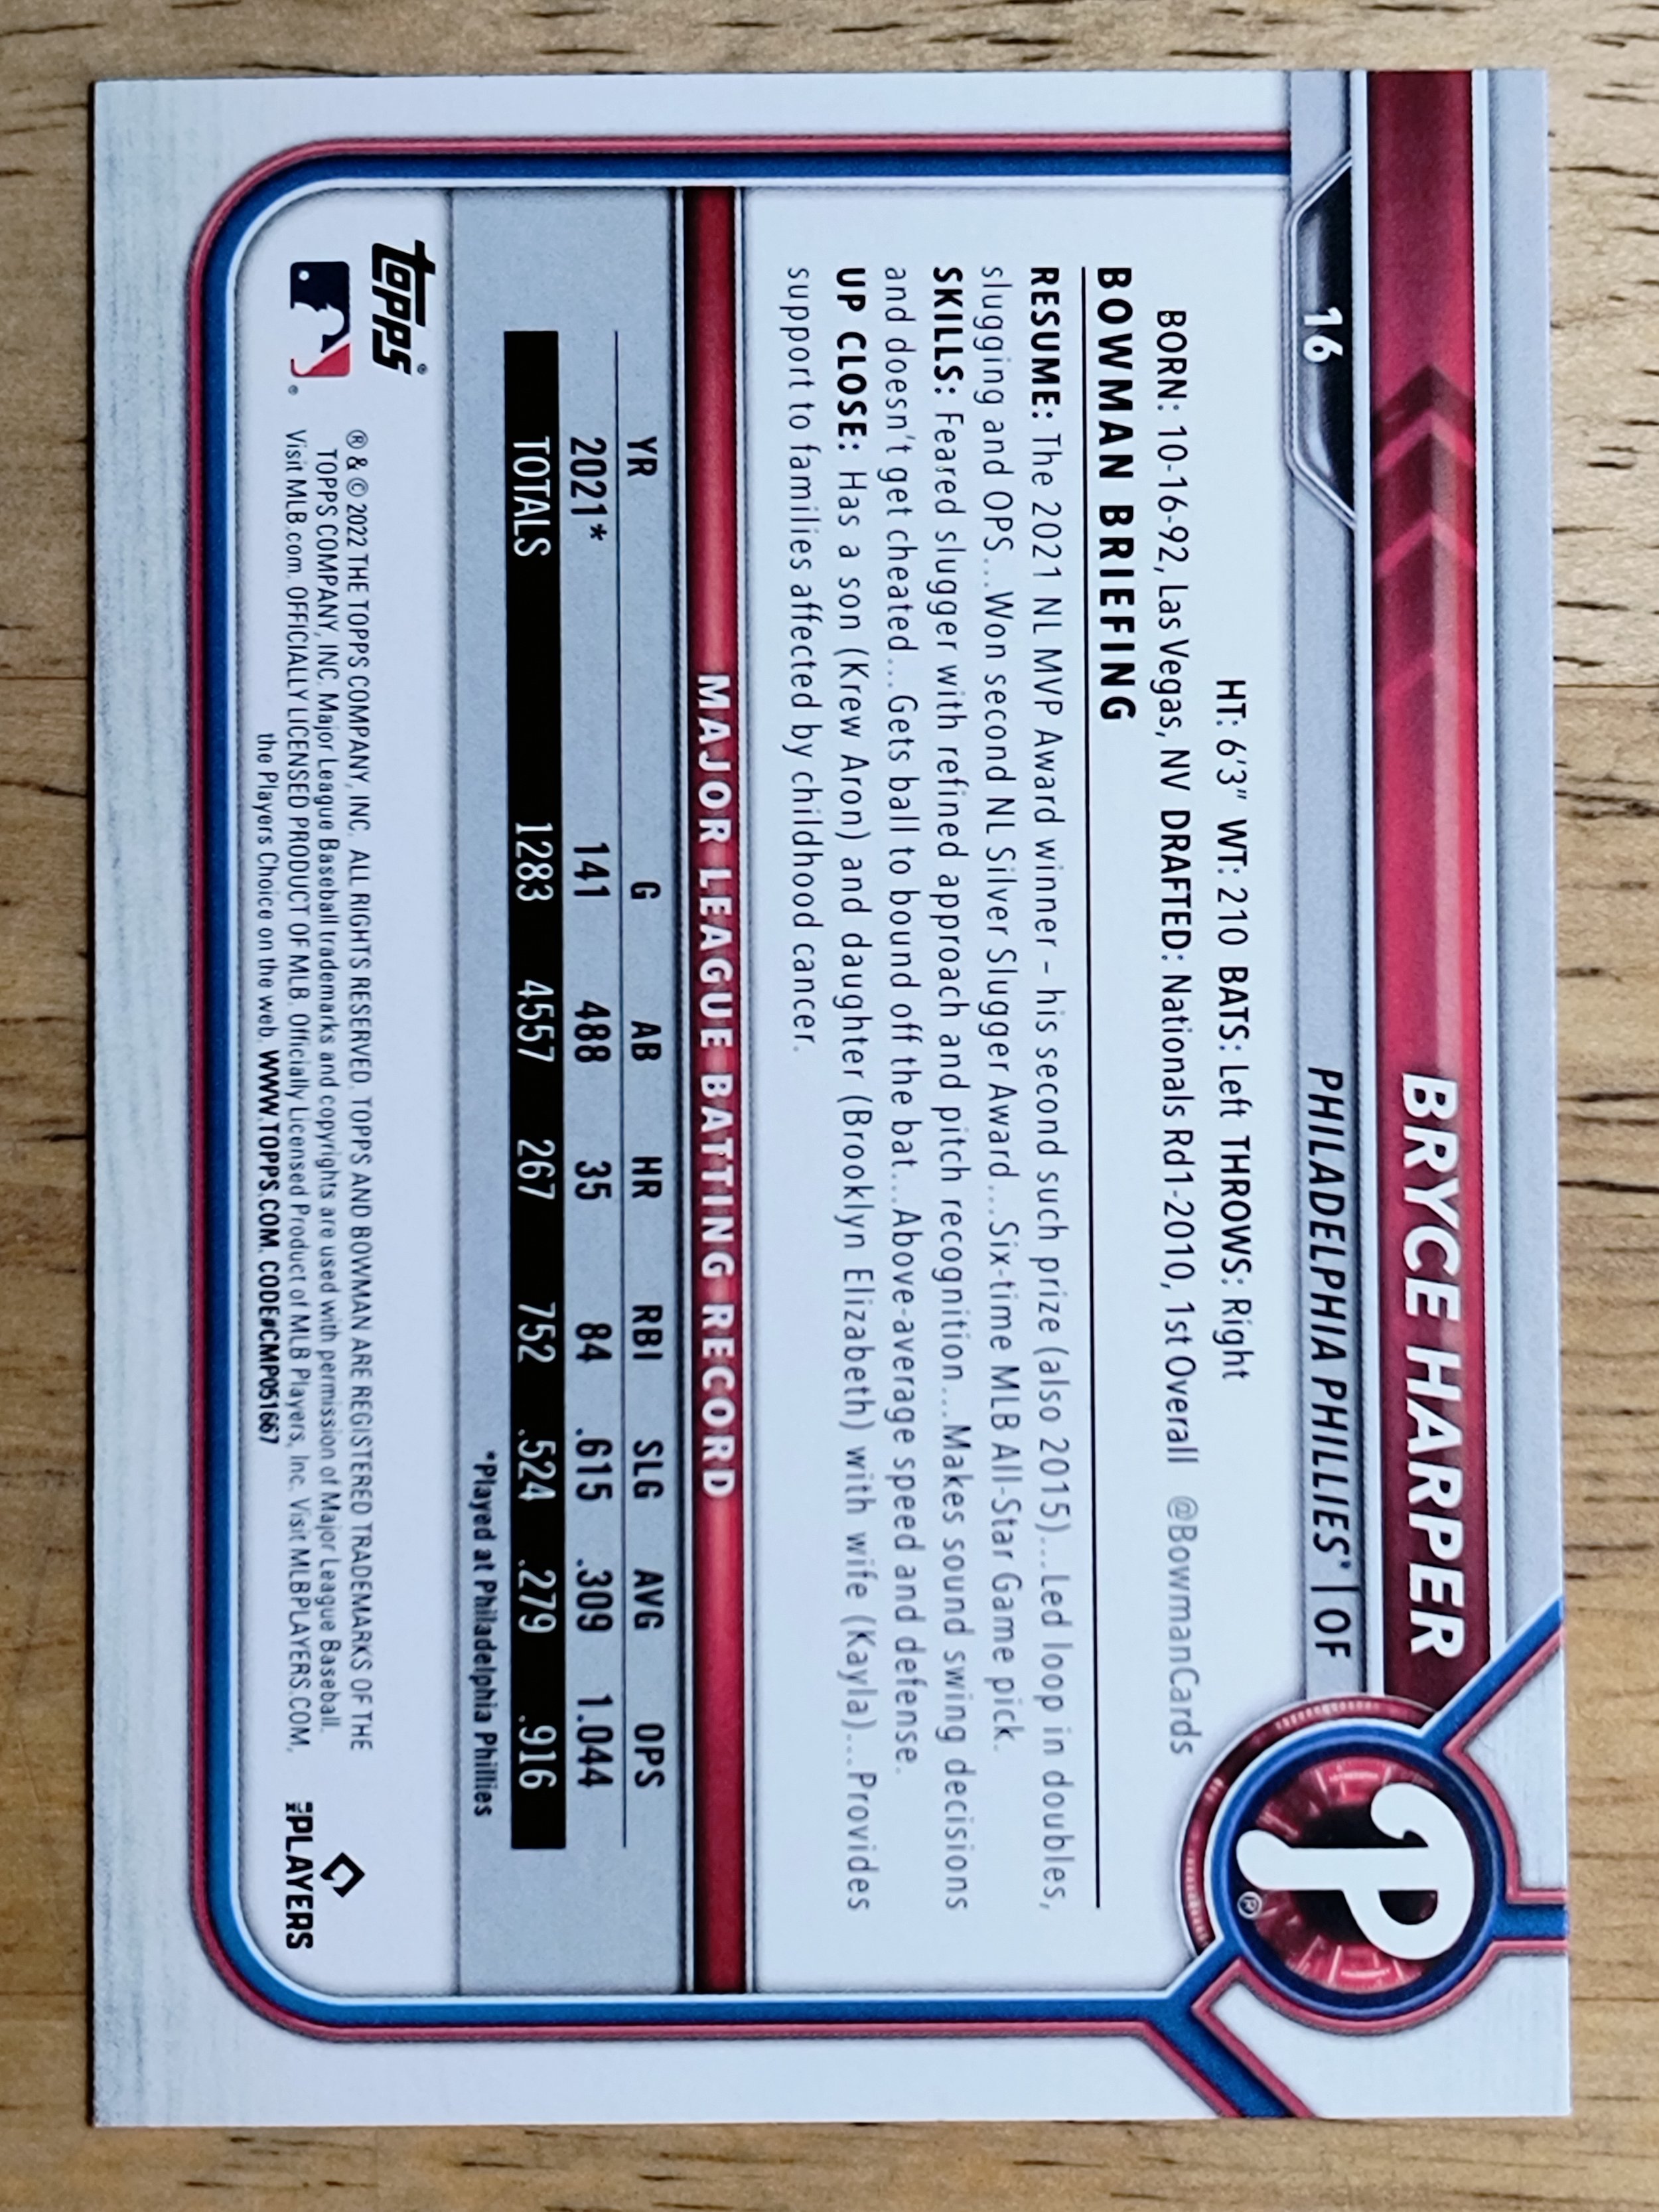 16
BRYCE HARPER
PHILADELPHIA PHILLIES® | OF
P®
HT: 6'3" WT: 210 BATS: Left THROWS: Right
BORN: 10-16-92, Las Vegas, NV DRAFTED: Nationals Rd1-2010, 1st Overall @BowmanCards
BOWMAN BRIEFING
RESUME: The 2021 NL MVP Award winner – his second such prize (also 2015)...Led loop in doubles,
slugging and OPS...Won second NL Silver Slugger Award...Six-time MLB All-Star Game pick.
SKILLS: Feared slugger with refined approach and pitch recognition...Makes sound swing decisions
and doesn't get cheated...Gets ball to bound off the bat...Above-average speed and defense.
UP CLOSE: Has a son (Krew Aron) and daughter (Brooklyn Elizabeth) with wife (Kayla)...Provides
support to families affected by childhood cancer.
MAJOR LEAGUE BATTING RECORD
YR G AB HR RBI SLG AVG OPS
2021* 141 488 35 84 .615 .309 1.044
TOTALS 1283 4557 267 752 .524 .279 .916
*Played at Philadelphia Phillies
topps®
® & © 2022 THE TOPPS COMPANY, INC. ALL RIGHTS RESERVED. TOPPS AND BOWMAN ARE REGISTERED TRADEMARKS OF THE
TOPPS COMPANY, INC. Major League Baseball trademarks and copyrights are used with permission of Major League Baseball.
Visit MLB.com. OFFICIALLY LICENSED PRODUCT OF MLB. Officially Licensed Product of MLB Players, Inc. Visit MLBPLAYERS.COM,
the Players Choice on the web. WWW.TOPPS.COM. CODE#CMP051667
MLB PLAYERS